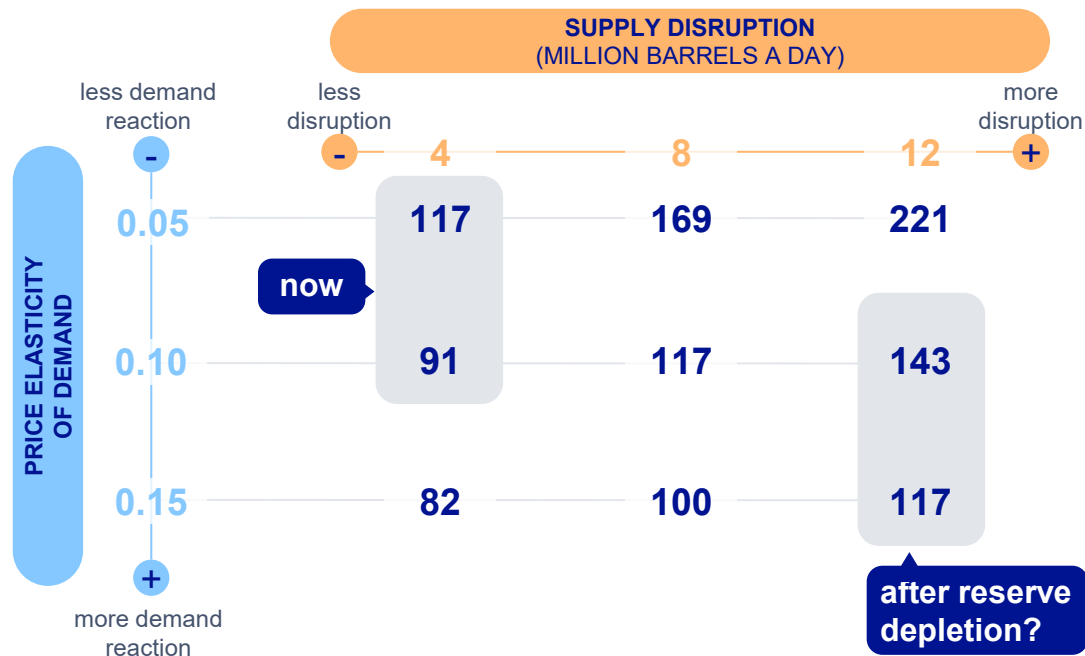 SUPPLY DISRUPTION
(MILLION BARRELS A DAY)
less demand
reaction
less
disruption
more
disruption
-
-
4
8
12
+
PRICE ELASTICITY
OF DEMAND
0.05
117
169
221
now
0.10
91
117
143
0.15
82
100
117
+
more demand
reaction
after reserve
depletion?